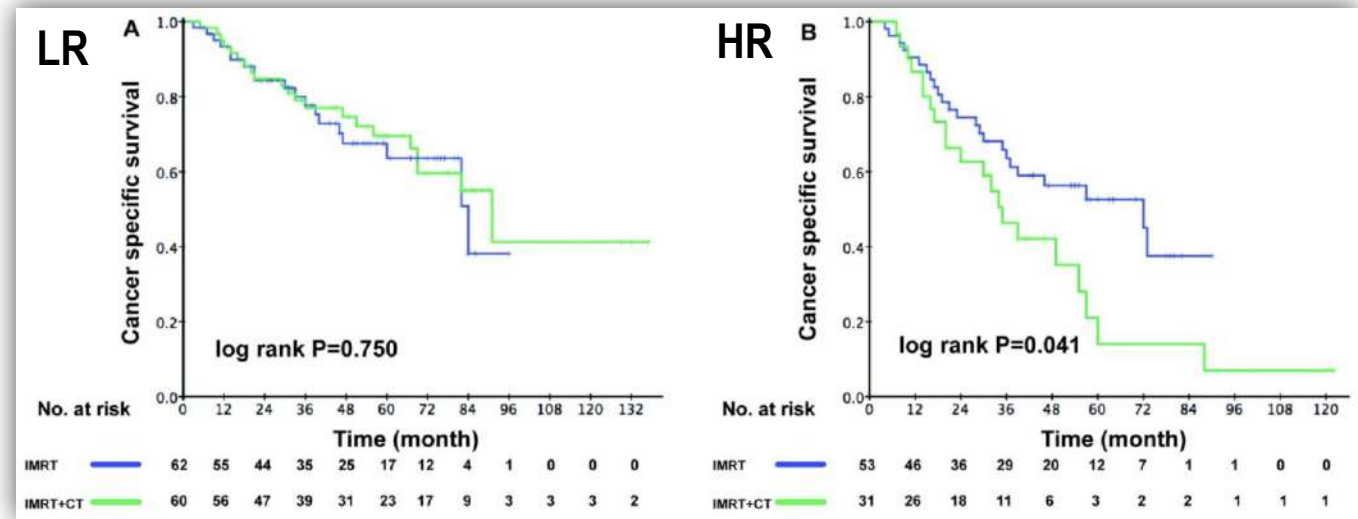 LR
A
Cancer specific survival
1.0
0.8
0.6
0.4
0.2
0.0
log rank P=0.750
0 12 24 36 48 60 72 84 96 108 120 132
No. at risk
Time (month)
IMRT 62 55 44 35 25 17 12 4 1 0 0 0
IMRT+CT 60 56 47 39 31 23 17 9 3 3 3 2
HR
B
Cancer specific survival
1.0
0.8
0.6
0.4
0.2
0.0
log rank P=0.041
0 12 24 36 48 60 72 84 96 108 120
No. at risk
Time (month)
IMRT 53 46 36 29 20 12 7 1 1 0 0
IMRT+CT 31 26 18 11 6 3 2 2 1 1 1